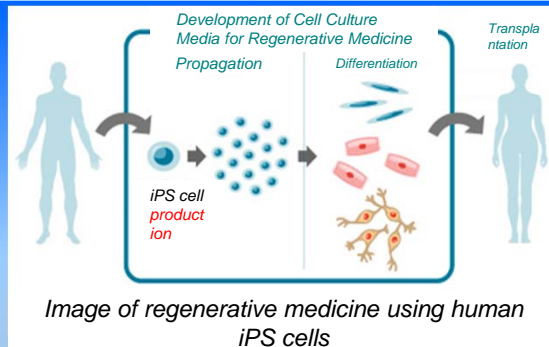 Development of Cell Culture
Media for Regenerative Medicine
Transpla
ntation
Propagation
Differentiation
iPS cell
product
ion
Image of regenerative medicine using human
iPS cells